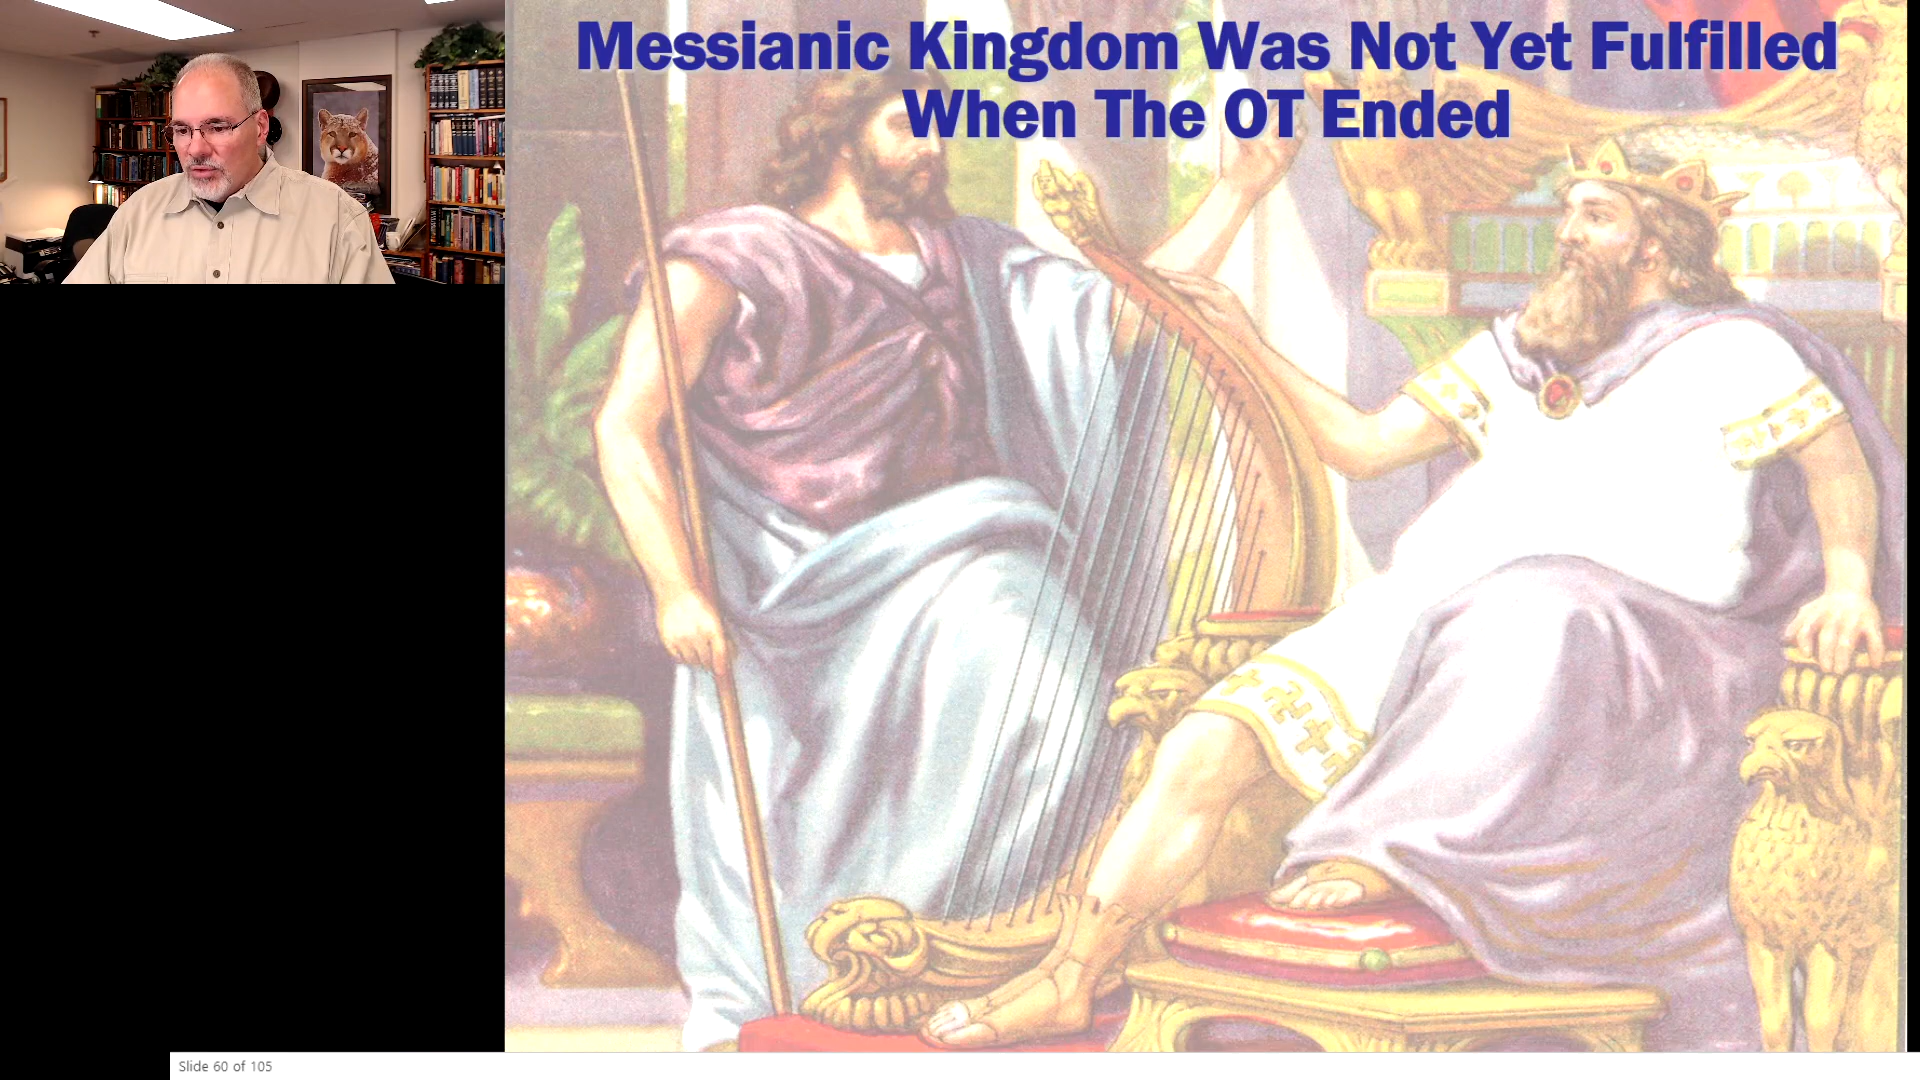 Messianic Kingdom Was Not Yet Fulfilled
When The OT Ended
Slide 60 of 105